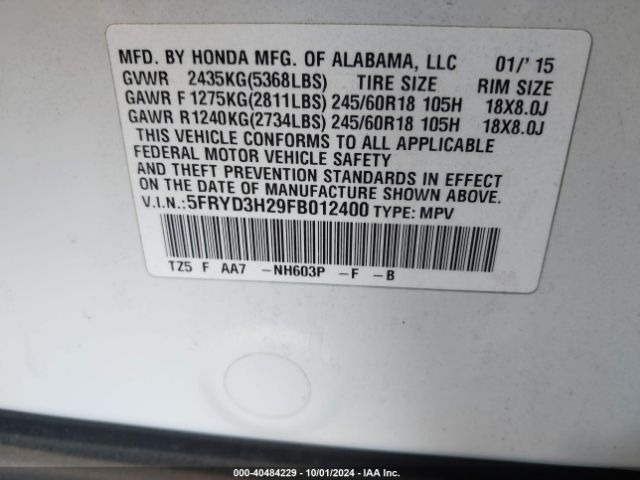 MFD. BY HONDA MFG. OF ALABAMA, LLC 01/' 15
GVWR 2435KG(5368LBS) TIRE SIZE RIM SIZE
GAWR F 1275KG(2811LBS) 245/60R18 105H 18X8.0J
GAWR R1240KG(2734LBS) 245/60R18 105H 18X8.0J
THIS VEHICLE CONFORMS TO ALL APPLICABLE
FEDERAL MOTOR VEHICLE SAFETY
AND THEFT PREVENTION STANDARDS IN EFFECT
ON THE DATE OF MANUFACTURE SHOWN ABOVE.
V.I.N.:5FRYD3H29FB012400 TYPE: MPV
TZ5 F AA7 -NH603P -F -B
000-40484229 - 10/01/2024 - IAA Inc.